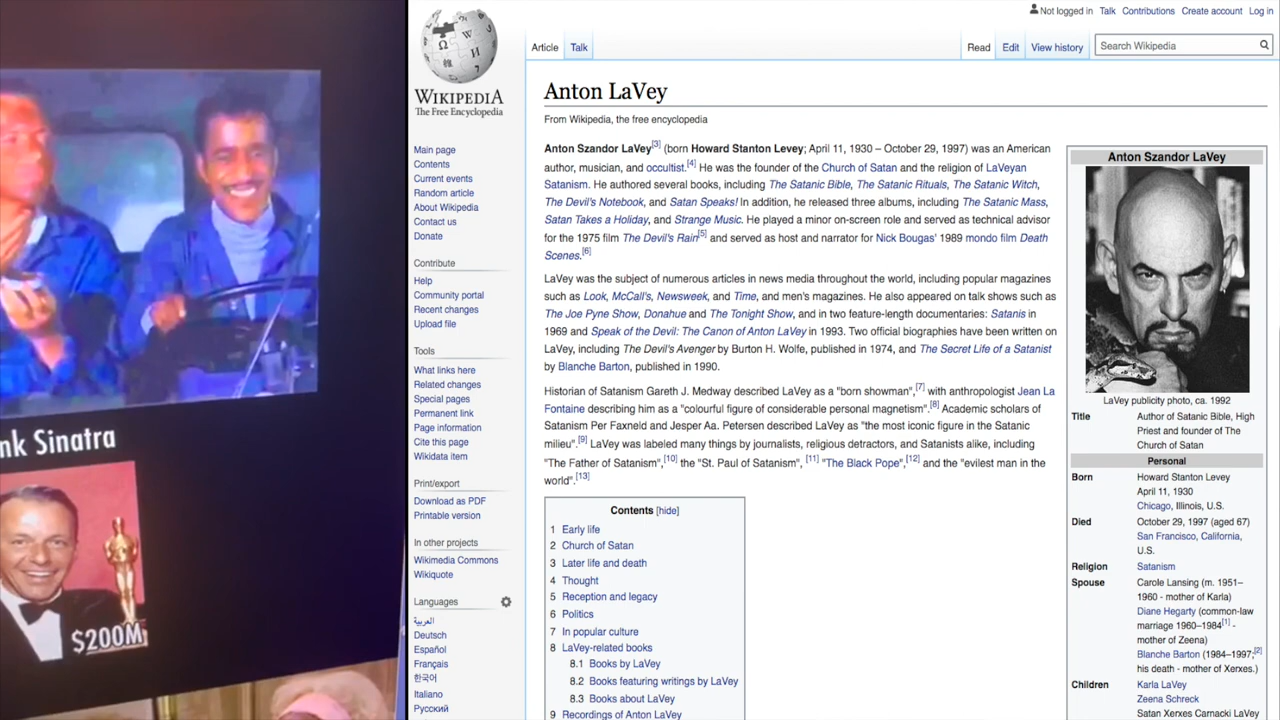 nk Sinatra
$200M
WIKIPEDIA
The Free Encyclopedia
Main page
Contents
Current events
Random article
About Wikipedia
Contact us
Donate
Contribute
Help
Community portal
Recent changes
Upload file
Tools
What links here
Related changes
Special pages
Permanent link
Page information
Cite this page
Wikidata item
Print/export
Download as PDF
Printable version
In other projects
Wikimedia Commons
Wikiquote
Languages
العربية
Deutsch
Español
Français
한국어
Italiano
Русский
Not logged in Talk Contributions Create account Log in
Article Talk Read Edit View history Search Wikipedia
Anton LaVey
From Wikipedia, the free encyclopedia
Anton Szandor LaVey[3] (born Howard Stanton Levey; April 11, 1930 – October 29, 1997) was an American
author, musician, and occultist.[4] He was the founder of the Church of Satan and the religion of LaVeyan
Satanism. He authored several books, including The Satanic Bible, The Satanic Rituals, The Satanic Witch,
The Devil's Notebook, and Satan Speaks! In addition, he released three albums, including The Satanic Mass,
Satan Takes a Holiday, and Strange Music. He played a minor on-screen role and served as technical advisor
for the 1975 film The Devil's Rain[5] and served as host and narrator for Nick Bougas' 1989 mondo film Death
Scenes.[6]
LaVey was the subject of numerous articles in news media throughout the world, including popular magazines
such as Look, McCall's, Newsweek, and Time, and men's magazines. He also appeared on talk shows such as
The Joe Pyne Show, Donahue and The Tonight Show, and in two feature-length documentaries: Satanis in
1969 and Speak of the Devil: The Canon of Anton LaVey in 1993. Two official biographies have been written on
LaVey, including The Devil's Avenger by Burton H. Wolfe, published in 1974, and The Secret Life of a Satanist
by Blanche Barton, published in 1990.
Historian of Satanism Gareth J. Medway described LaVey as a "born showman",[7] with anthropologist Jean La
Fontaine describing him as a "colourful figure of considerable personal magnetism".[8] Academic scholars of
Satanism Per Faxneld and Jesper Aa. Petersen described LaVey as "the most iconic figure in the Satanic
milieu".[9] LaVey was labeled many things by journalists, religious detractors, and Satanists alike, including
"The Father of Satanism",[10] the "St. Paul of Satanism", [11] "The Black Pope",[12] and the "evilest man in the
world".[13]
Contents [hide]
1 Early life
2 Church of Satan
3 Later life and death
4 Thought
5 Reception and legacy
6 Politics
7 In popular culture
8 LaVey-related books
8.1 Books by LaVey
8.2 Books featuring writings by LaVey
8.3 Books about LaVey
9 Recordings of Anton LaVey
Anton Szandor LaVey
LaVey publicity photo, ca. 1992
Title Author of Satanic Bible, High
Priest and founder of The
Church of Satan
Personal
Born Howard Stanton Levey
April 11, 1930
Chicago, Illinois, U.S.
Died October 29, 1997 (aged 67)
San Francisco, California,
U.S.
Religion Satanism
Spouse Carole Lansing (m. 1951–
1960 - mother of Karla)
Diane Hegarty (common-law
marriage 1960–1984[1] -
mother of Zeena)
Blanche Barton (1984–1997;[2]
his death - mother of Xerxes.)
Children Karla LaVey
Zeena Schreck
Satan Xerxes Carnacki LaVey